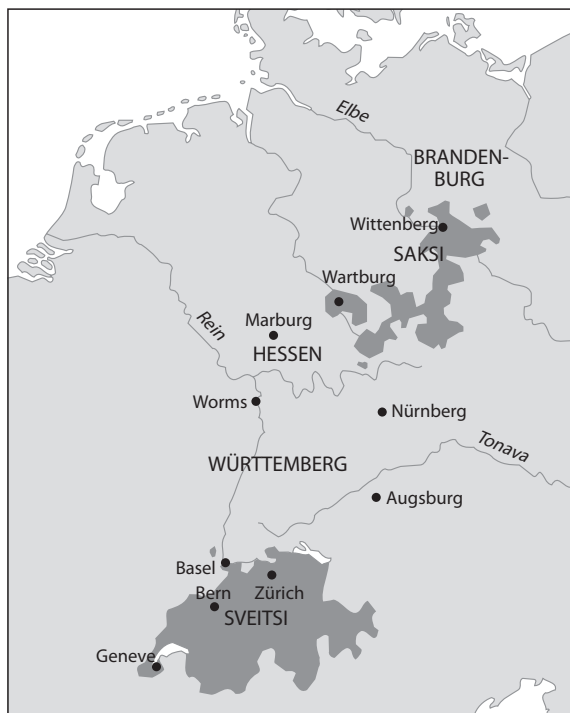 Elbe
BRANDEN-
BURG
Wittenberg
SAKSI
Wartburg
Rein
Marburg
HESSEN
Worms
Nürnberg
Tonava
WÜRTTEMBERG
Augsburg
Basel
Bern
Zürich
SVEITSI
Geneve